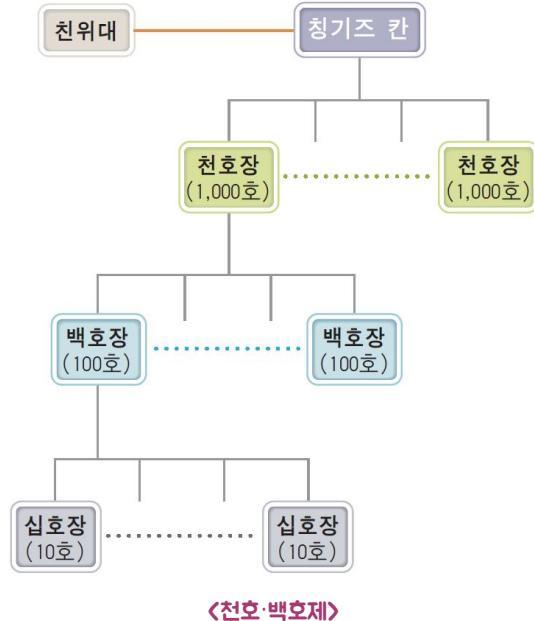 친위대
칭기즈 칸
천호장
(1,000호)
천호장
(1,000호)
백호장
(100호)
백호장
(100호)
십호장
(10호)
십호장
(10호)
<천호·백호제>